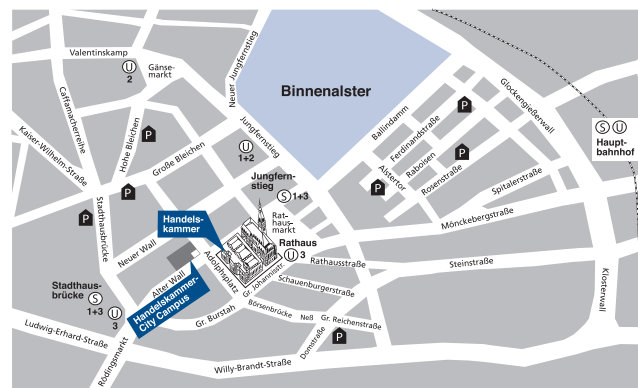 Valentinskamp
U
2
Gänse-
markt
Caffamacherreihe
Kaiser-Wilhelm-Straße
Hohe Bleichen
P
Große Bleichen
P
P
Stadthausbrücke
Neuer Jungfernstieg
Jungfernstieg
U
1+2
Binnenalster
Ballindamm
Ferdinandstraße
Raboisen
Rosenstraße
Alstertor
P
P
P
Glockengießerwall
S U
Haupt-
bahnhof
Spitalerstraße
Mönckebergstraße
Jungfern-
stieg
S 1+3
Rat-
haus
markt
Rathaus
U 3
Handels-
kammer
Neuer Wall
Alter Wall
Adolphsplatz
Gr. Johannisstr.
Rathausstraße
Steinstraße
Schauenburgerstraße
Klosterwall
Handelskammer-
City Campus
Stadthaus-
brücke
S
1+3
U
3
Gr. Burstah
Börsenbrücke
Neß
Gr. Reichenstraße
P
Domstraße
Ludwig-Erhard-Straße
Rödingsmarkt
Willy-Brandt-Straße